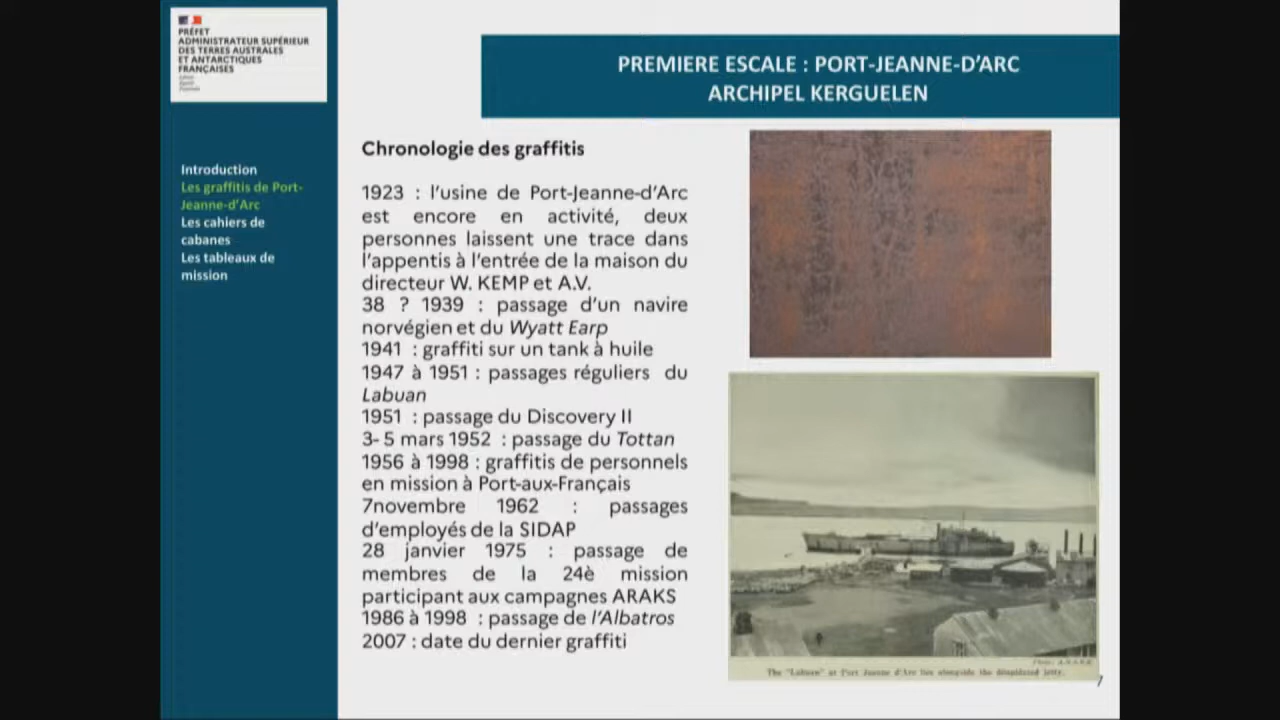 PRÉFET
ADMINISTRATEUR SUPÉRIEUR
DES TERRES AUSTRALES
ET ANTARCTIQUES
FRANÇAISES
PREMIERE ESCALE : PORT-JEANNE-D’ARC
ARCHIPEL KERGUELEN
Introduction
Les graffitis de Port-
Jeanne-d’Arc
Les cahiers de
cabanes
Les tableaux de
mission
Chronologie des graffitis
1923 : l’usine de Port-Jeanne-d’Arc
est encore en activité, deux
personnes laissent une trace dans
l’appentis à l’entrée de la maison du
directeur W. KEMP et A.V.
38 ? 1939 : passage d’un navire
norvégien et du Wyatt Earp
1941 : graffiti sur un tank à huile
1947 à 1951 : passages réguliers du
Labuan
1951 : passage du Discovery II
3- 5 mars 1952 : passage du Tottan
1956 à 1998 : graffitis de personnels
en mission à Port-aux-Français
7novembre 1962 : passages
d’employés de la SIDAP
28 janvier 1975 : passage de
membres de la 24è mission
participant aux campagnes ARAKS
1986 à 1998 : passage de l’Albatros
2007 : date du dernier graffiti
The "Labuan" at Port Jeanne d'Arc lies alongside the dilapidated jetty.
7